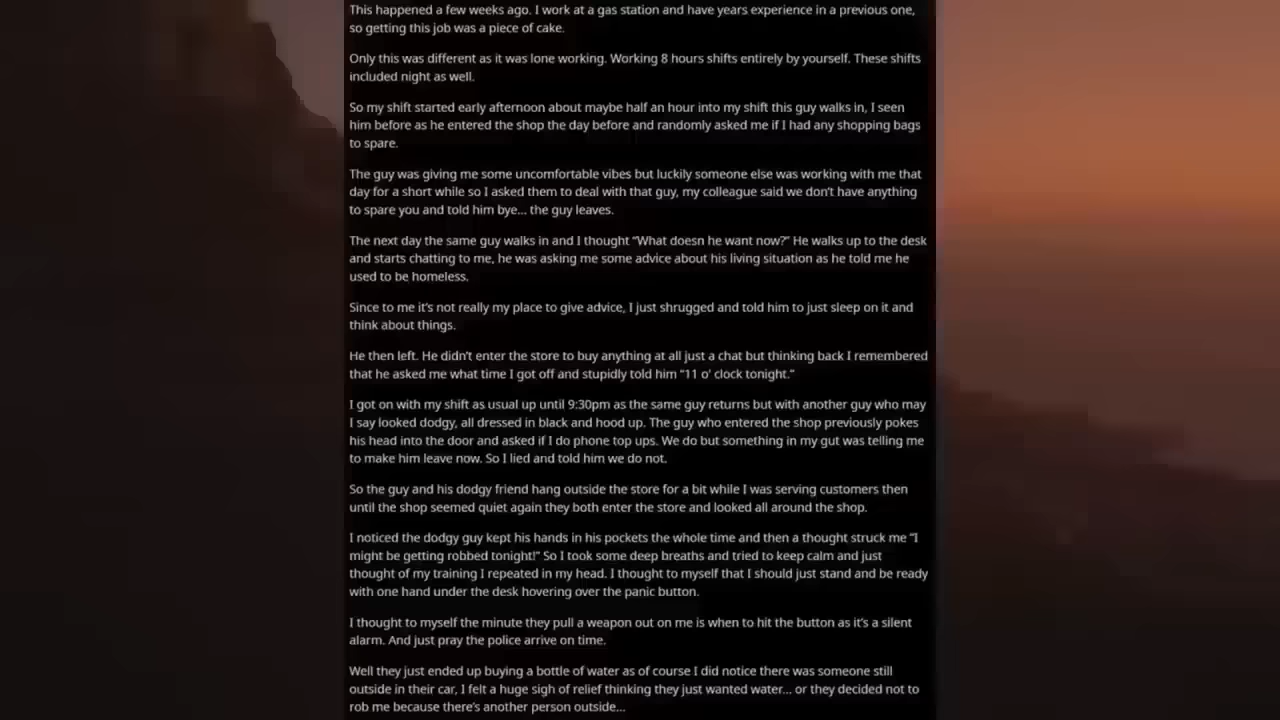 This happened a few weeks ago. I work at a gas station and have years experience in a previous one,
so getting this job was a piece of cake.
Only this was different as it was lone working. Working 8 hours shifts entirely by yourself. These shifts
included night as well.
So my shift started early afternoon about maybe half an hour into my shift this guy walks in, I seen
him before as he entered the shop the day before and randomly asked me if I had any shopping bags
to spare.
The guy was giving me some uncomfortable vibes but luckily someone else was working with me that
day for a short while so I asked them to deal with that guy, my colleague said we don't have anything
to spare you and told him bye... the guy leaves.
The next day the same guy walks in and I thought “What doesn he want now?” He walks up to the desk
and starts chatting to me, he was asking me some advice about his living situation as he told me he
used to be homeless.
Since to me it's not really my place to give advice, I just shrugged and told him to just sleep on it and
think about things.
He then left. He didn't enter the store to buy anything at all just a chat but thinking back I remembered
that he asked me what time I got off and stupidly told him “11 o' clock tonight.”
I got on with my shift as usual up until 9:30pm as the same guy returns but with another guy who may
I say looked dodgy, all dressed in black and hood up. The guy who entered the shop previously pokes
his head into the door and asked if I do phone top ups. We do but something in my gut was telling me
to make him leave now. So I lied and told him we do not.
So the guy and his dodgy friend hang outside the store for a bit while I was serving customers then
until the shop seemed quiet again they both enter the store and looked all around the shop.
I noticed the dodgy guy kept his hands in his pockets the whole time and then a thought struck me “I
might be getting robbed tonight!” So I took some deep breaths and tried to keep calm and just
thought of my training I repeated in my head. I thought to myself that I should just stand and be ready
with one hand under the desk hovering over the panic button.
I thought to myself the minute they pull a weapon out on me is when to hit the button as it's a silent
alarm. And just pray the police arrive on time.
Well they just ended up buying a bottle of water as of course I did notice there was someone still
outside in their car, I felt a huge sigh of relief thinking they just wanted water... or they decided not to
rob me because there's another person outside...